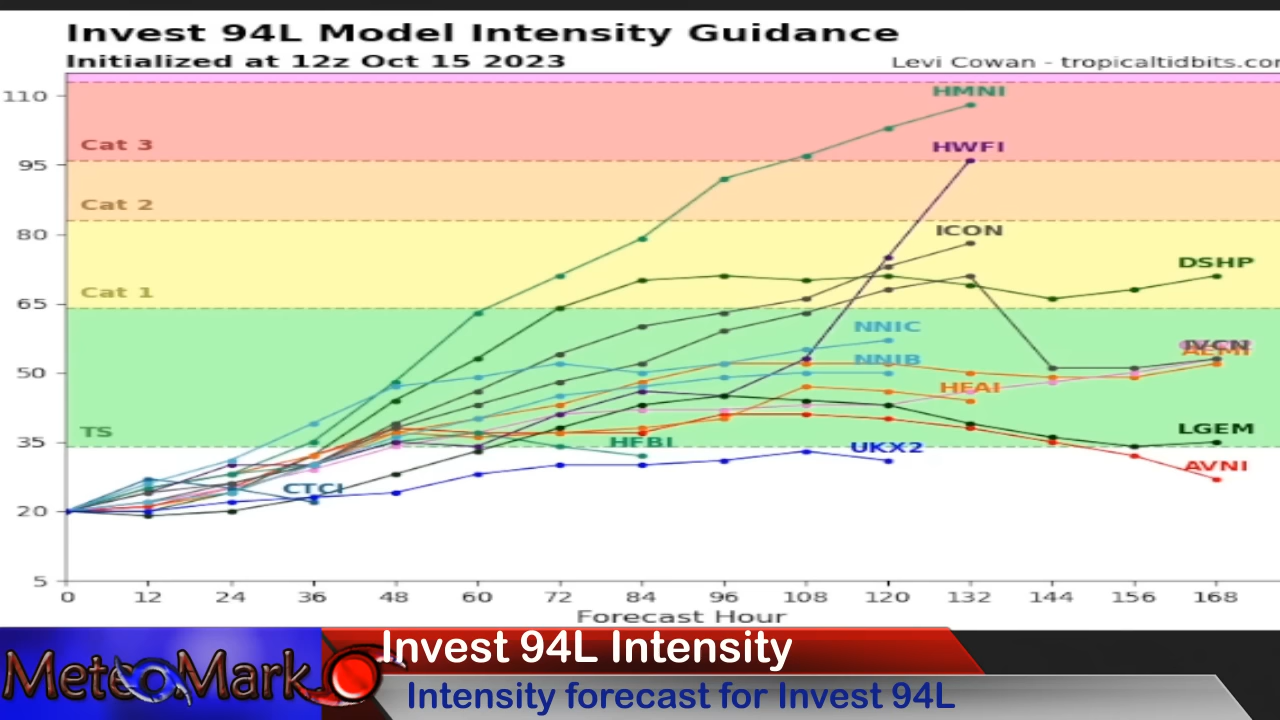 Invest 94L Model Intensity Guidance
Initialized at 12z Oct 15 2023
Levi Cowan - tropicaltidbits.cor
110
95
80
65
50
35
20
5
Cat 3
Cat 2
Cat 1
TS
HMNI
HWFI
ICON
DSHP
NNIC
IVCN
AEMI
NNIB
HEAI
LGEM
HFBI
UKX2
AVNI
CTCI
0 12 24 36 48 60 72 84 96 108 120 132 144 156 168
Forecast Hour
MeteoMark
Invest 94L Intensity
Intensity forecast for Invest 94L